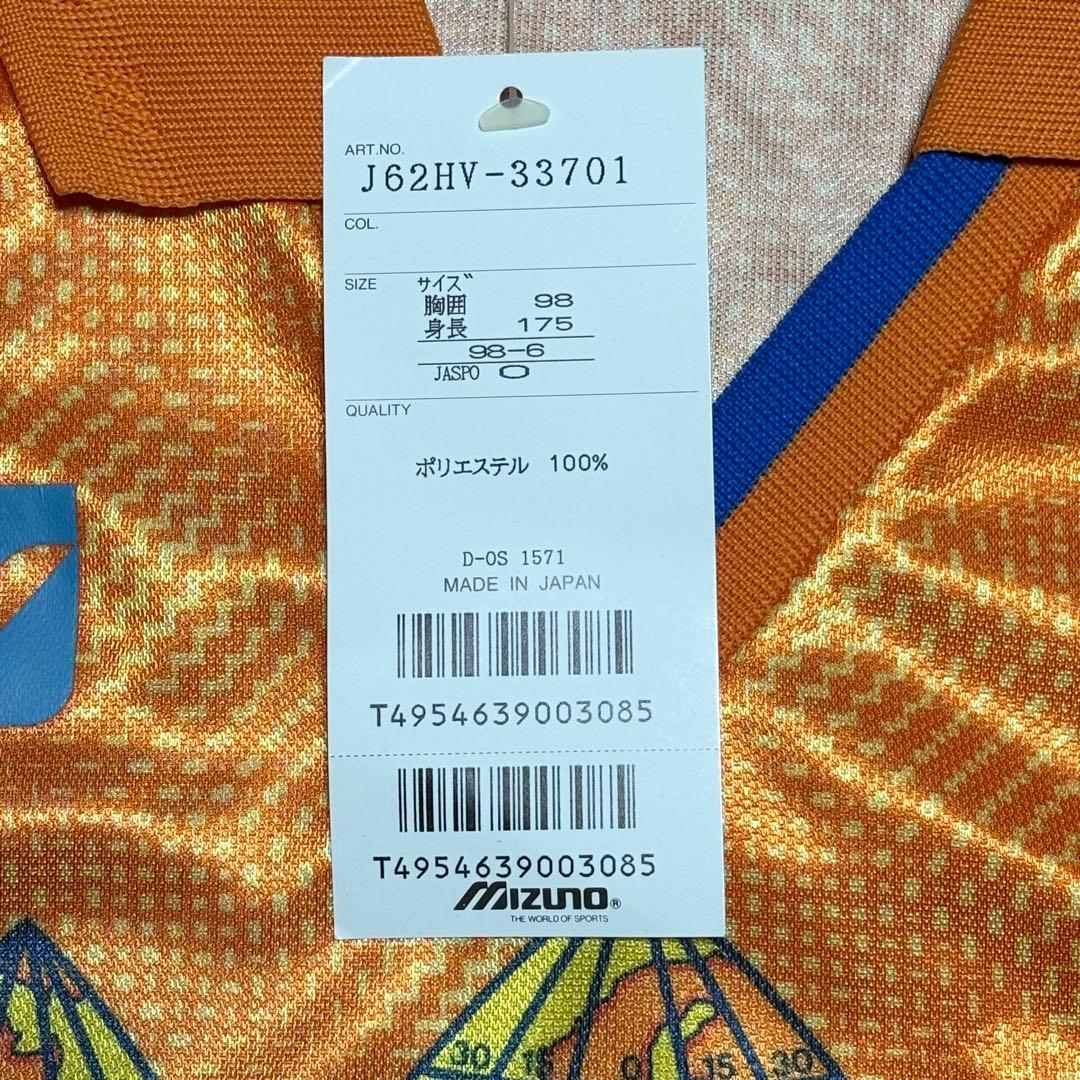 ART.NO.
J62HV-33701
COL.
SIZE サイズ
胸囲 98
身長 175
98-6
JASPO O
QUALITY
ポリエステル 100%
D-OS 1571
MADE IN JAPAN
T4954639003085
T4954639003085
MIZUNO®
THE WORLD OF SPORTS
30 15 0 15 30